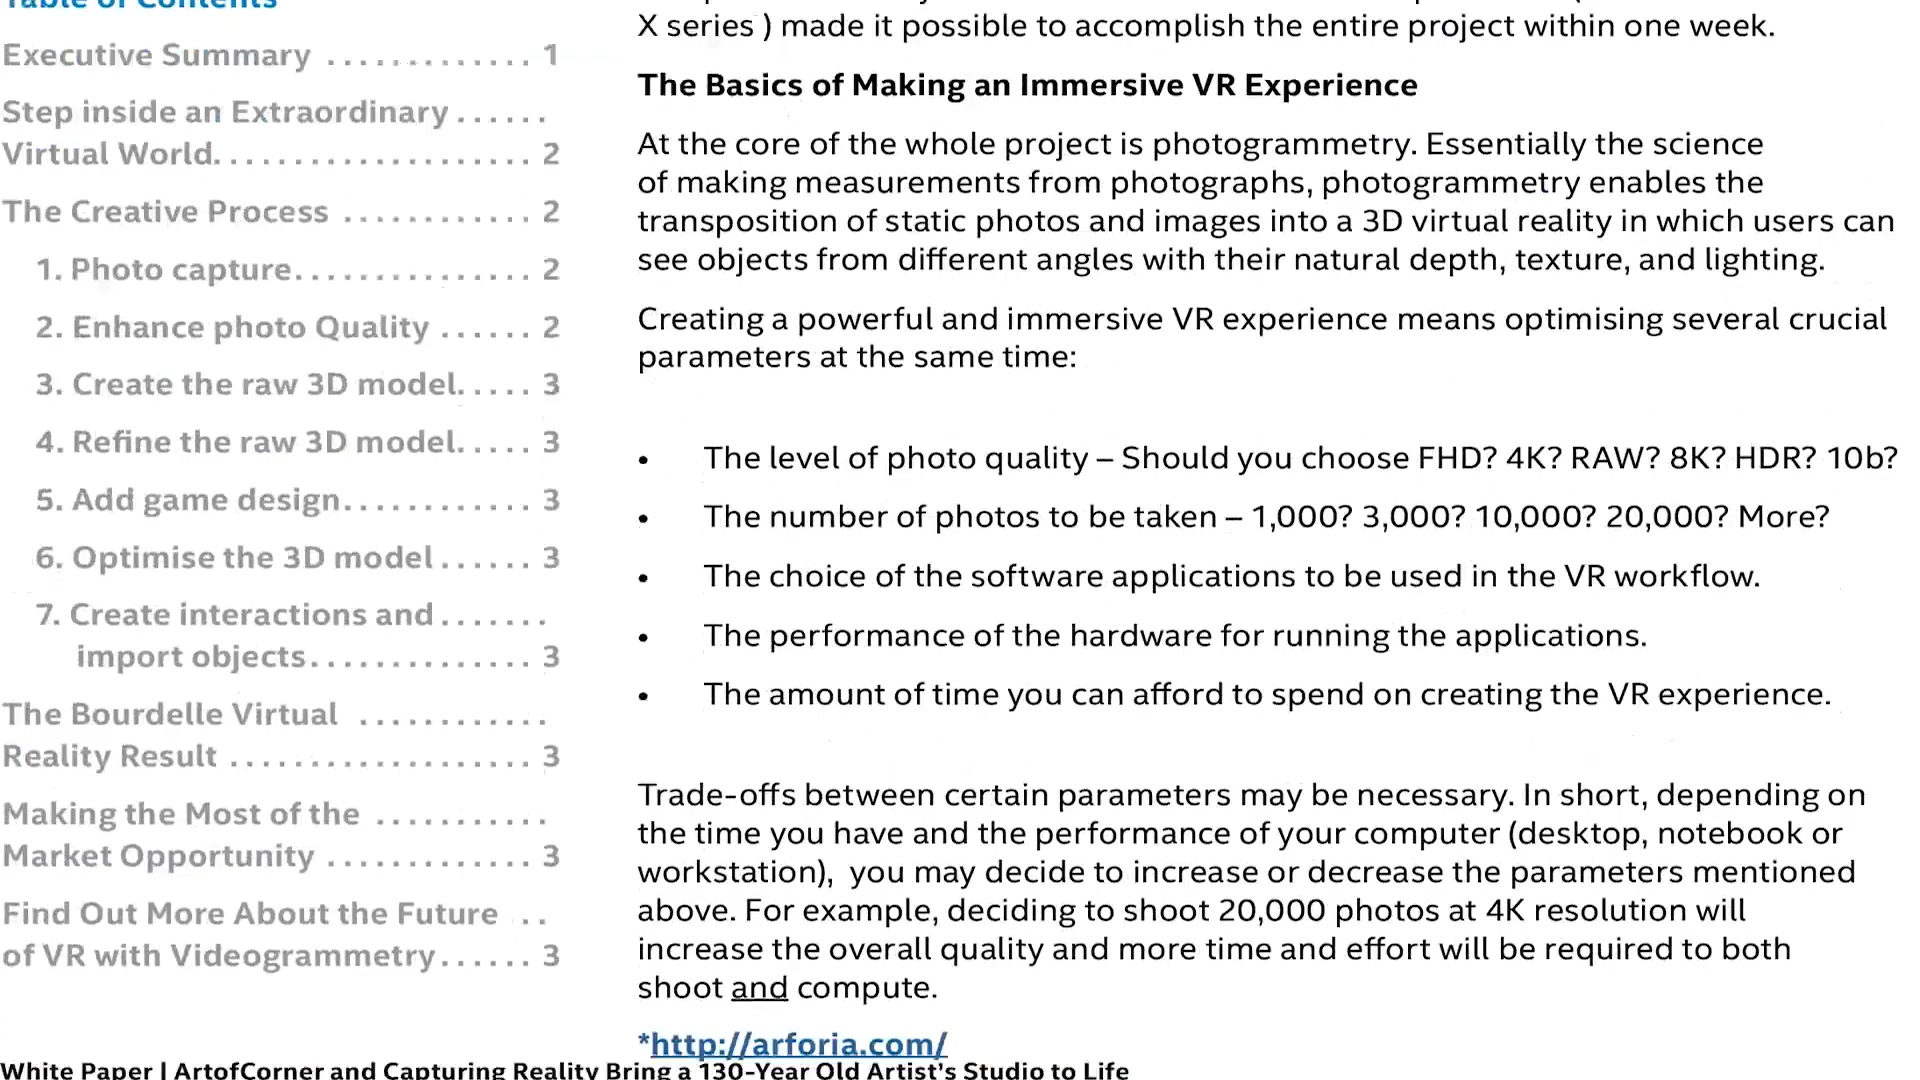 Table of Contents
Executive Summary . . . . . . . . . . . . . 1
Step inside an Extraordinary . . . . . .
Virtual World. . . . . . . . . . . . . . . . . . . . 2
The Creative Process . . . . . . . . . . . . 2
1. Photo capture. . . . . . . . . . . . . . . 2
2. Enhance photo Quality . . . . . . 2
3. Create the raw 3D model. . . . . 3
4. Refine the raw 3D model. . . . . 3
5. Add game design. . . . . . . . . . . . 3
6. Optimise the 3D model . . . . . . 3
7. Create interactions and . . . . . . .
import objects. . . . . . . . . . . . . . 3
The Bourdelle Virtual . . . . . . . . . . . .
Reality Result . . . . . . . . . . . . . . . . . . 3
Making the Most of the . . . . . . . . . . .
Market Opportunity . . . . . . . . . . . . . 3
Find Out More About the Future . .
of VR with Videogrammetry. . . . . . 3
X series ) made it possible to accomplish the entire project within one week.
The Basics of Making an Immersive VR Experience
At the core of the whole project is photogrammetry. Essentially the science
of making measurements from photographs, photogrammetry enables the
transposition of static photos and images into a 3D virtual reality in which users can
see objects from different angles with their natural depth, texture, and lighting.
Creating a powerful and immersive VR experience means optimising several crucial
parameters at the same time:
• The level of photo quality – Should you choose FHD? 4K? RAW? 8K? HDR? 10b?
• The number of photos to be taken – 1,000? 3,000? 10,000? 20,000? More?
• The choice of the software applications to be used in the VR workflow.
• The performance of the hardware for running the applications.
• The amount of time you can afford to spend on creating the VR experience.
Trade-offs between certain parameters may be necessary. In short, depending on
the time you have and the performance of your computer (desktop, notebook or
workstation), you may decide to increase or decrease the parameters mentioned
above. For example, deciding to shoot 20,000 photos at 4K resolution will
increase the overall quality and more time and effort will be required to both
shoot and compute.
*http://arforia.com/
White Paper | ArtofCorner and Capturing Reality Bring a 130-Year Old Artist's Studio to Life